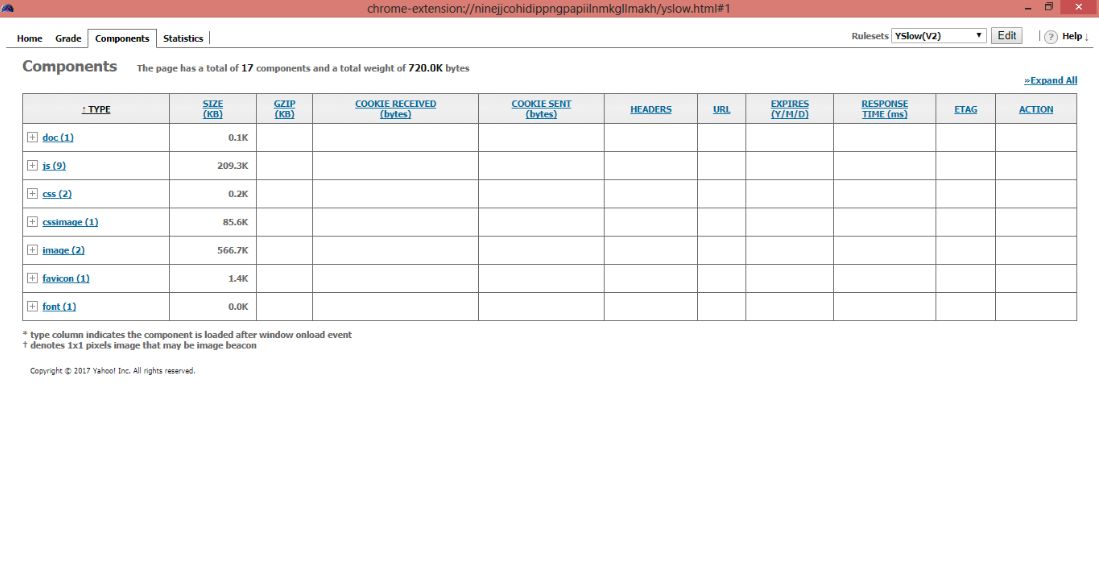 chrome-extension://ninejjcohidippngpapiilnmkgllmakh/yslow.html#1
Home Grade Components Statistics Rulesets YSlow(V2) Edit ? Help ↓
Components The page has a total of 17 components and a total weight of 720.0K bytes
»Expand All
↑ TYPE SIZE (KB) GZIP (KB) COOKIE RECEIVED (bytes) COOKIE SENT (bytes) HEADERS URL EXPIRES (Y/M/D) RESPONSE TIME (ms) ETAG ACTION
doc (1) 0.1K
js (9) 209.3K
css (2) 0.2K
cssimage (1) 85.6K
image (2) 566.7K
favicon (1) 1.4K
font (1) 0.0K
* type column indicates the component is loaded after window onload event
† denotes 1x1 pixels image that may be image beacon
Copyright © 2017 Yahoo! Inc. All rights reserved.